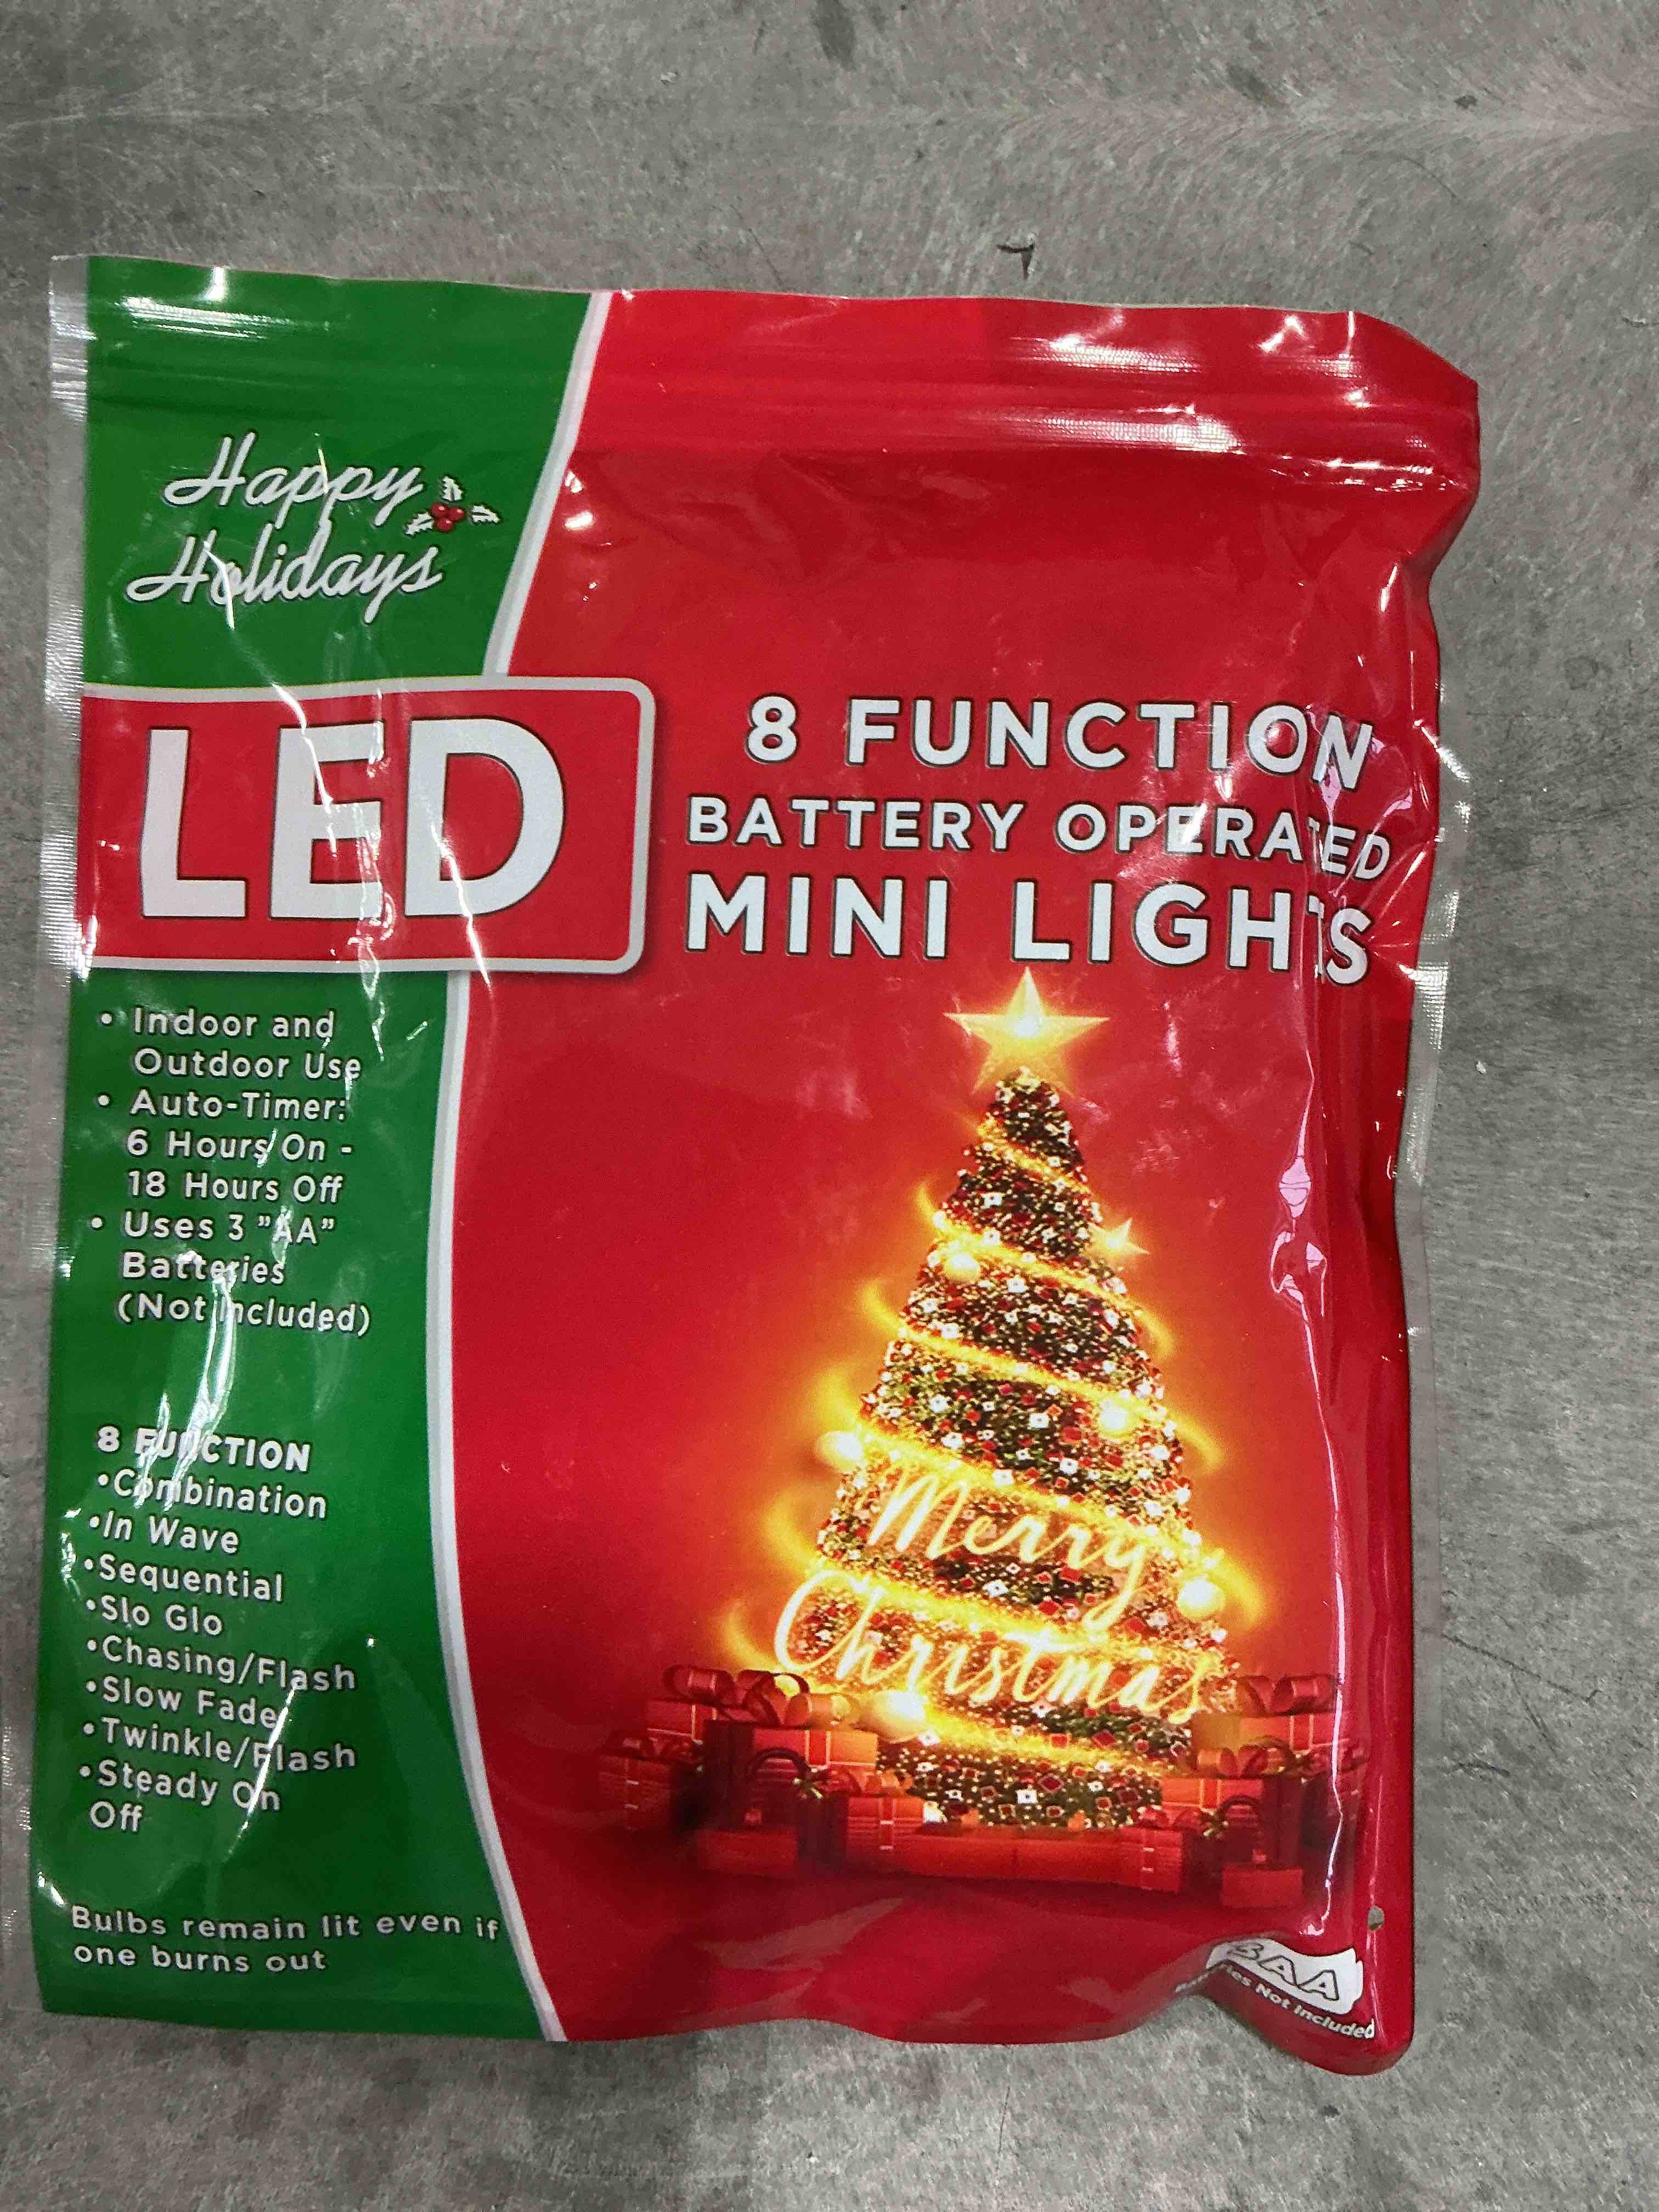 Happy
Holidays
LED
8 FUNCTION
BATTERY OPERATED
MINI LIGHTS
• Indoor and
Outdoor Use
• Auto-Timer:
6 Hours On -
18 Hours Off
• Uses 3 "AA"
Batteries
(Not Included)
8 FUNCTION
•Combination
•In Wave
•Sequential
•Slo Glo
•Chasing/Flash
•Slow Fade
•Twinkle/Flash
•Steady On
Off
Bulbs remain lit even if
one burns out
Merry
Christmas
3AA
Batteries Not Included